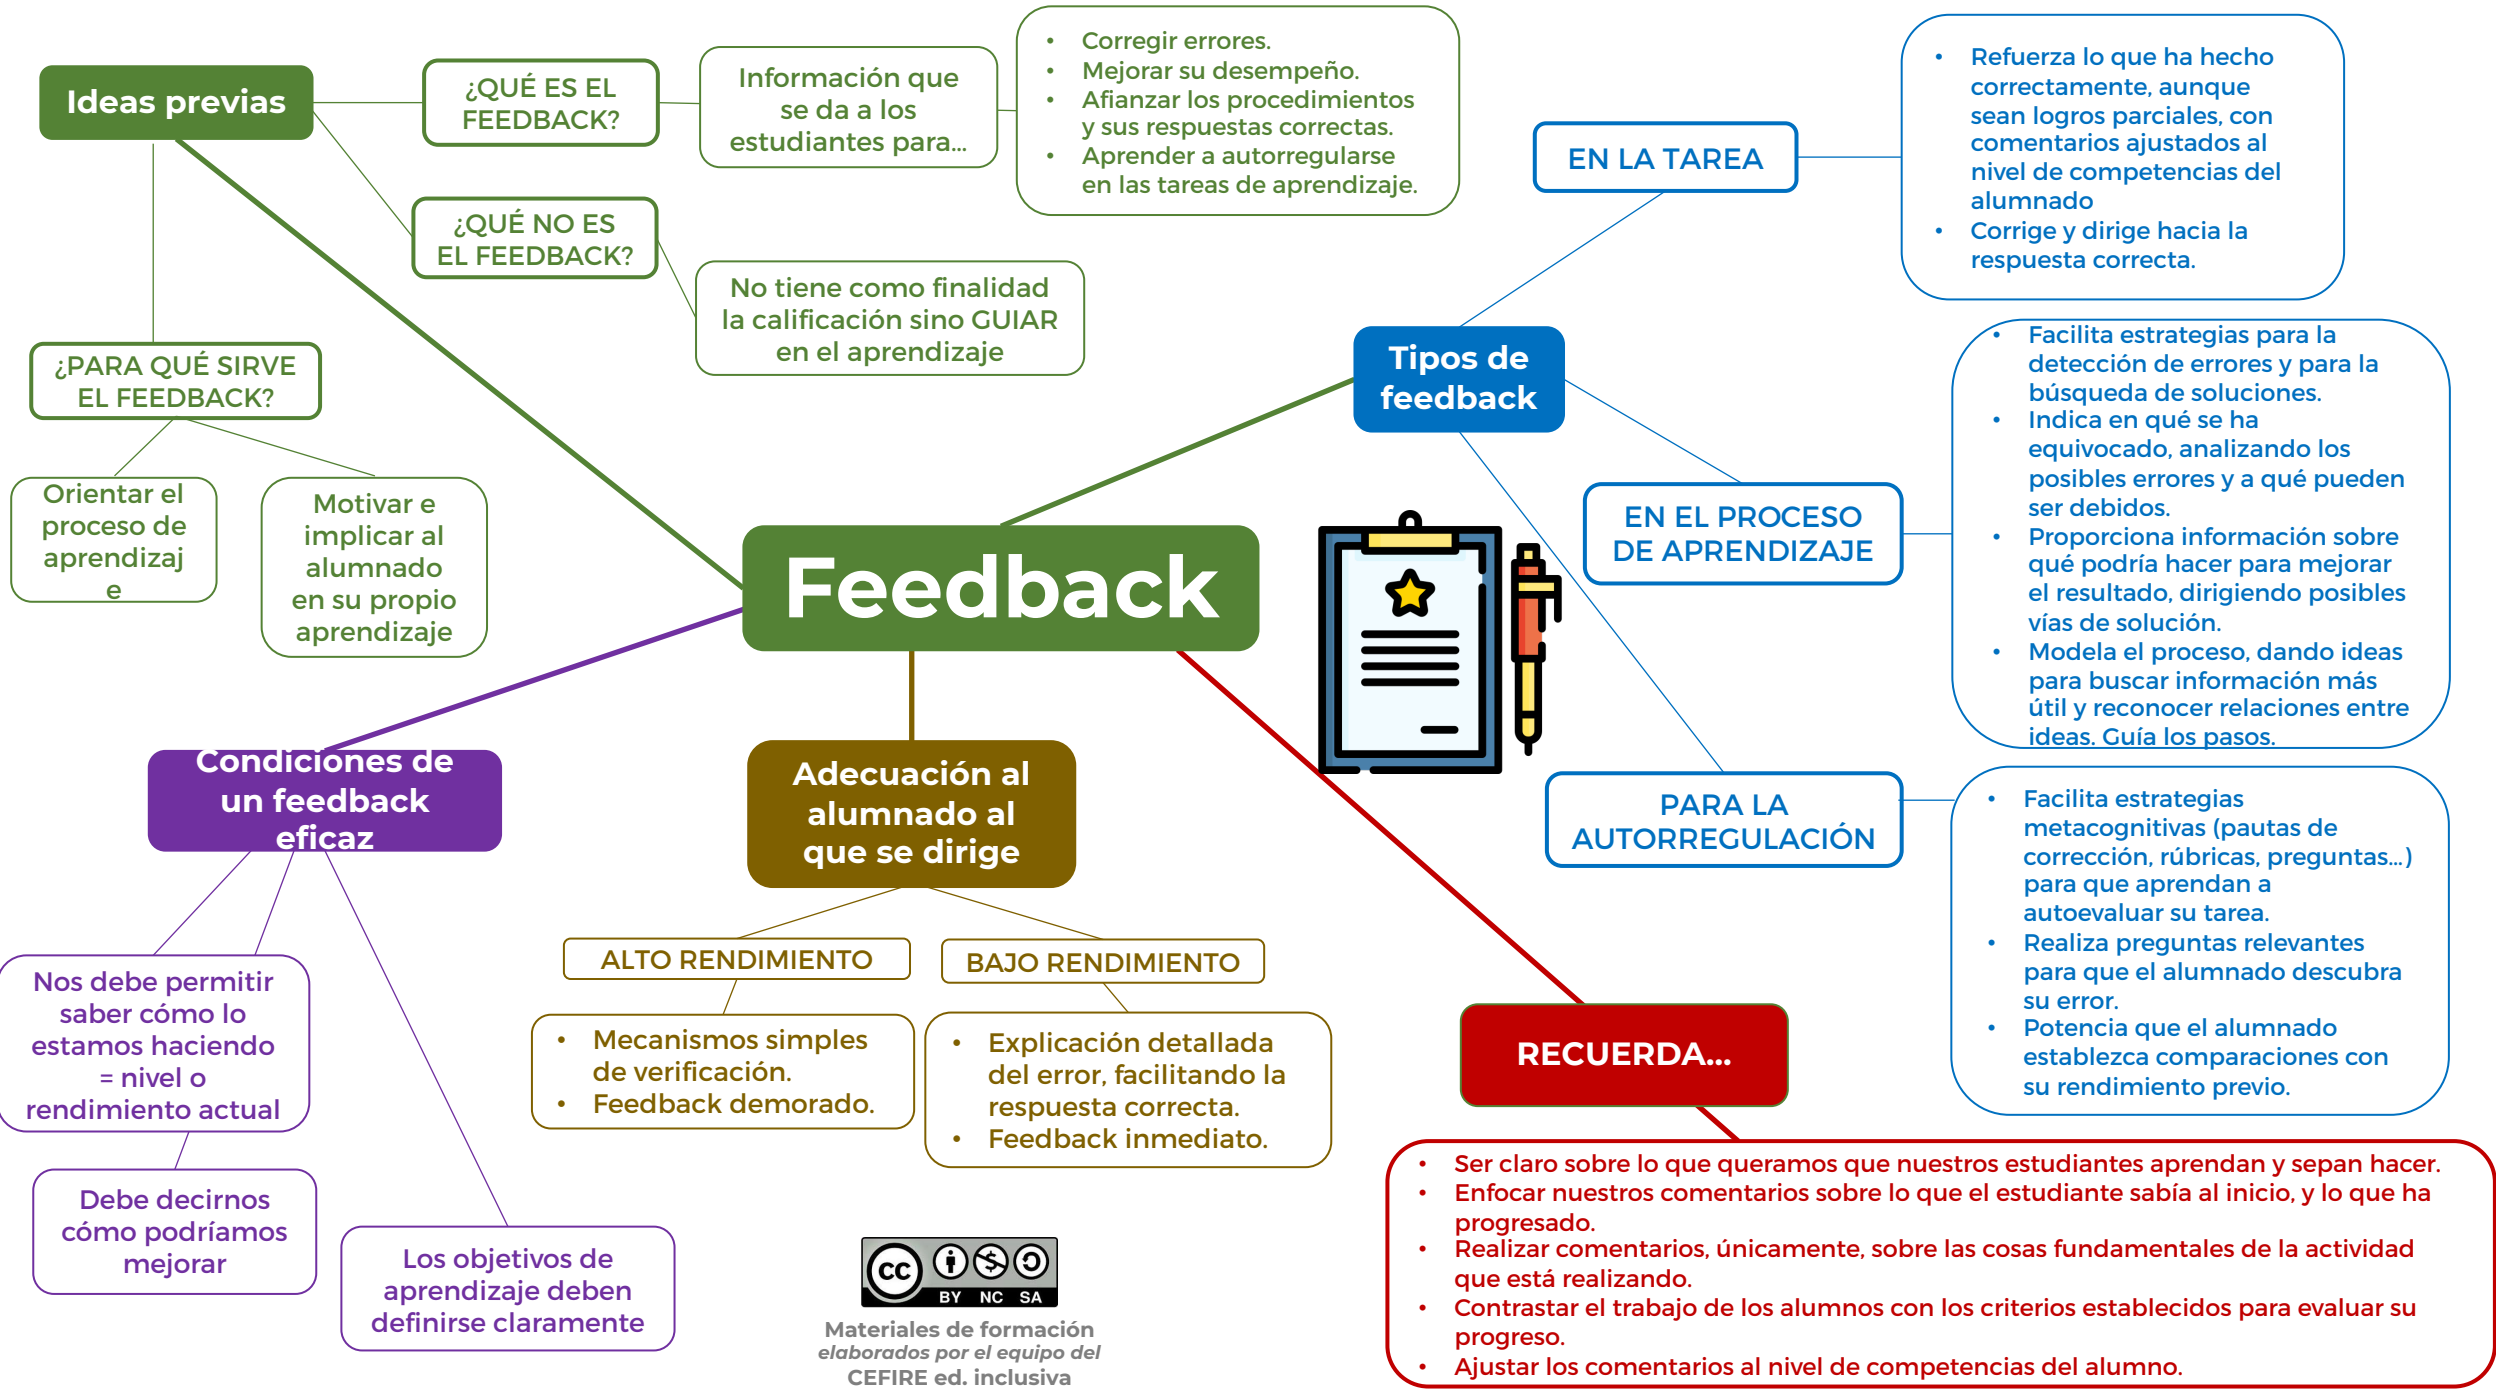 Ideas previas
¿QUÉ ES EL
FEEDBACK?
Información que
se da a los
estudiantes para...
• Corregir errores.
• Mejorar su desempeño.
• Afianzar los procedimientos
y sus respuestas correctas.
• Aprender a autorregularse
en las tareas de aprendizaje.
¿QUÉ NO ES
EL FEEDBACK?
No tiene como finalidad
la calificación sino GUIAR
en el aprendizaje
¿PARA QUÉ SIRVE
EL FEEDBACK?
Orientar el
proceso de
aprendizaj
e
Motivar e
implicar al
alumnado
en su propio
aprendizaje
Feedback
Tipos de
feedback
EN LA TAREA
• Refuerza lo que ha hecho
correctamente, aunque
sean logros parciales, con
comentarios ajustados al
nivel de competencias del
alumnado
• Corrige y dirige hacia la
respuesta correcta.
EN EL PROCESO
DE APRENDIZAJE
• Facilita estrategias para la
detección de errores y para la
búsqueda de soluciones.
• Indica en qué se ha
equivocado, analizando los
posibles errores y a qué pueden
ser debidos.
• Proporciona información sobre
qué podría hacer para mejorar
el resultado, dirigiendo posibles
vías de solución.
• Modela el proceso, dando ideas
para buscar información más
útil y reconocer relaciones entre
ideas. Guía los pasos.
PARA LA
AUTORREGULACIÓN
• Facilita estrategias
metacognitivas (pautas de
corrección, rúbricas, preguntas...)
para que aprendan a
autoevaluar su tarea.
• Realiza preguntas relevantes
para que el alumnado descubra
su error.
• Potencia que el alumnado
establezca comparaciones con
su rendimiento previo.
Condiciones de
un feedback
eficaz
Nos debe permitir
saber cómo lo
estamos haciendo
= nivel o
rendimiento actual
Debe decirnos
cómo podríamos
mejorar
Los objetivos de
aprendizaje deben
definirse claramente
Adecuación al
alumnado al
que se dirige
ALTO RENDIMIENTO
• Mecanismos simples
de verificación.
• Feedback demorado.
BAJO RENDIMIENTO
• Explicación detallada
del error, facilitando la
respuesta correcta.
• Feedback inmediato.
RECUERDA...
• Ser claro sobre lo que queramos que nuestros estudiantes aprendan y sepan hacer.
• Enfocar nuestros comentarios sobre lo que el estudiante sabía al inicio, y lo que ha
progresado.
• Realizar comentarios, únicamente, sobre las cosas fundamentales de la actividad
que está realizando.
• Contrastar el trabajo de los alumnos con los criterios establecidos para evaluar su
progreso.
• Ajustar los comentarios al nivel de competencias del alumno.
cc
BY NC SA
Materiales de formación
elaborados por el equipo del
CEFIRE ed. inclusiva